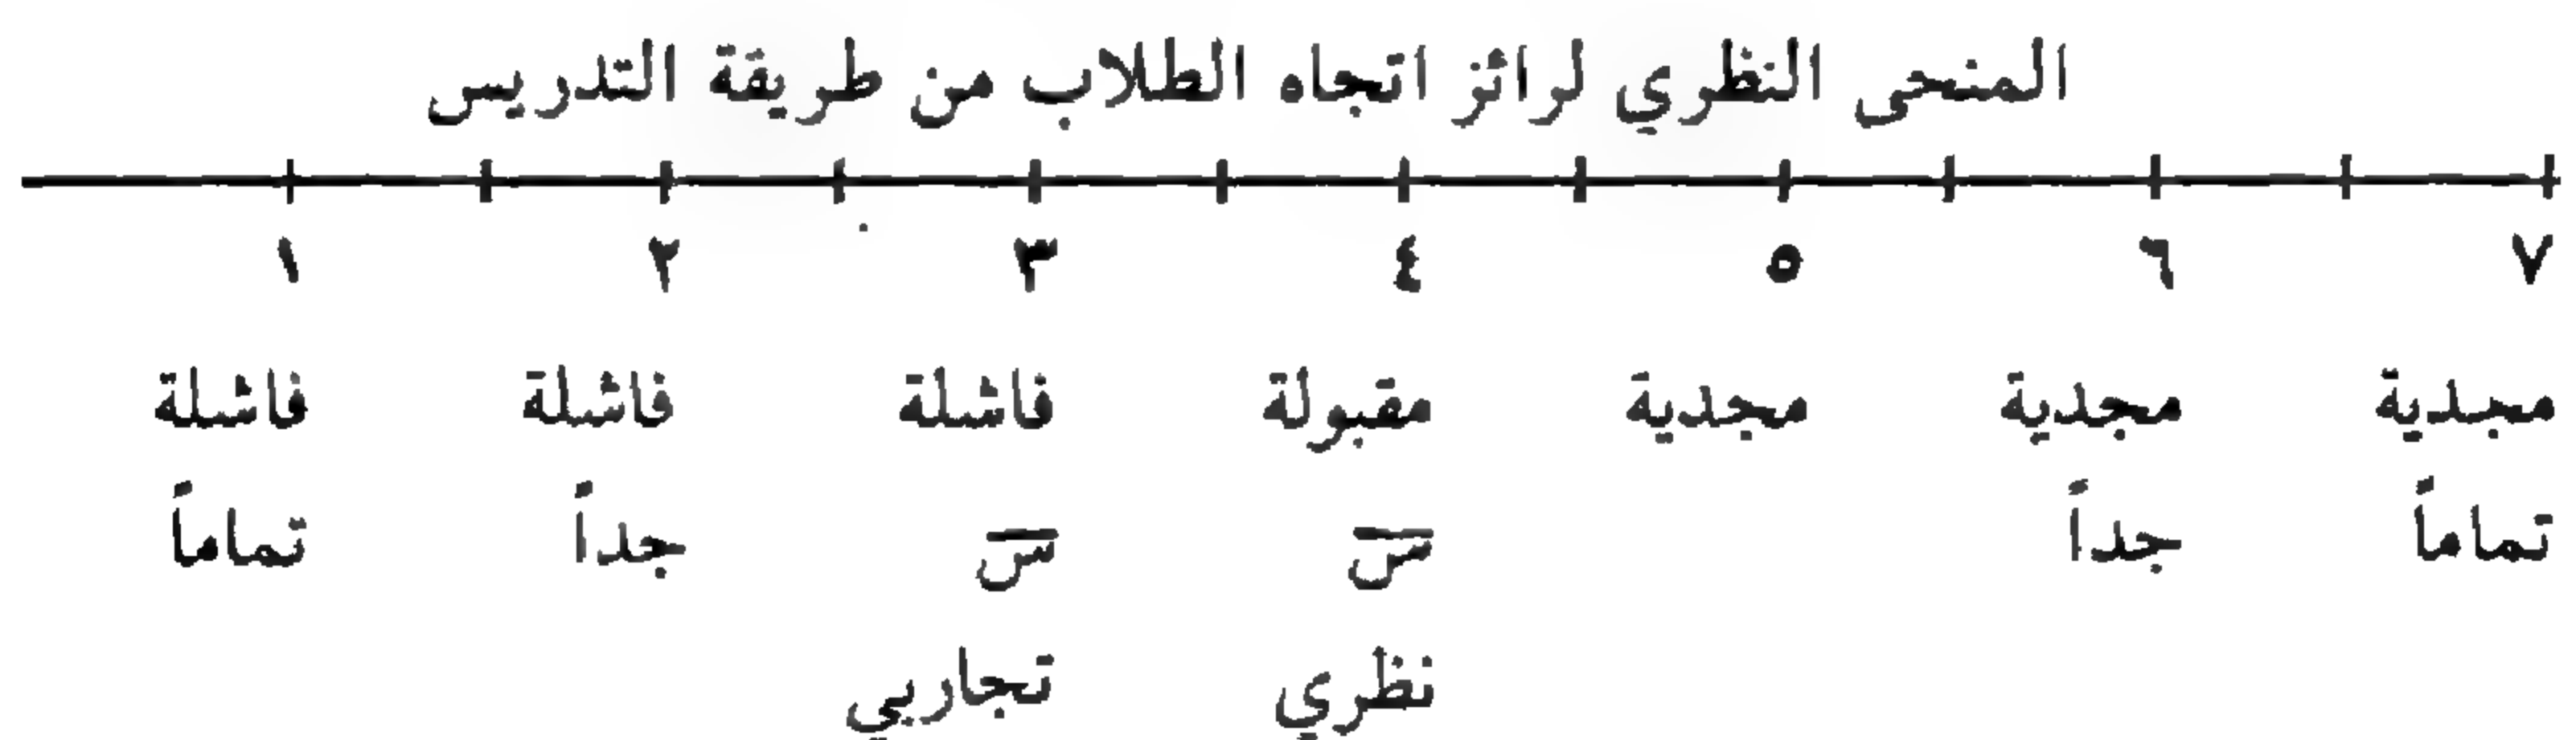 المنحى النظري لرائز اتجاه الطلاب من طريقة التدريس
١ ٢ ٣ ٤ ٥ ٦ ٧
فاشلة فاشلة فاشلة مقبولة مجدية مجدية مجدية
تماماً جداً س̅ س̅ جداً تماماً
تجاربي نظري